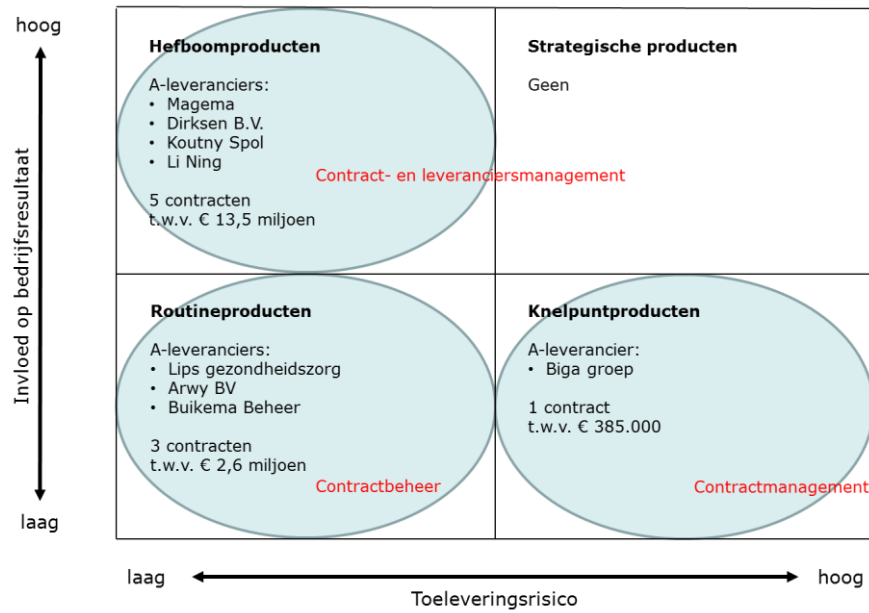 hoog
Hefboomproducten
A-leveranciers:
• Magema
• Dirksen B.V.
• Koutny Spol
• Li Ning
Contract- en leveranciersmanagement
5 contracten
t.w.v. € 13,5 miljoen
Strategische producten
Geen
Invloed op bedrijfsresultaat
Routineproducten
A-leveranciers:
• Lips gezondheidszorg
• Arwy BV
• Buikema Beheer
3 contracten
t.w.v. € 2,6 miljoen
Contractbeheer
Knelpuntproducten
A-leverancier:
• Biga groep
1 contract
t.w.v. € 385.000
Contractmanagement
laag
laag
hoog
Toeleveringsrisico